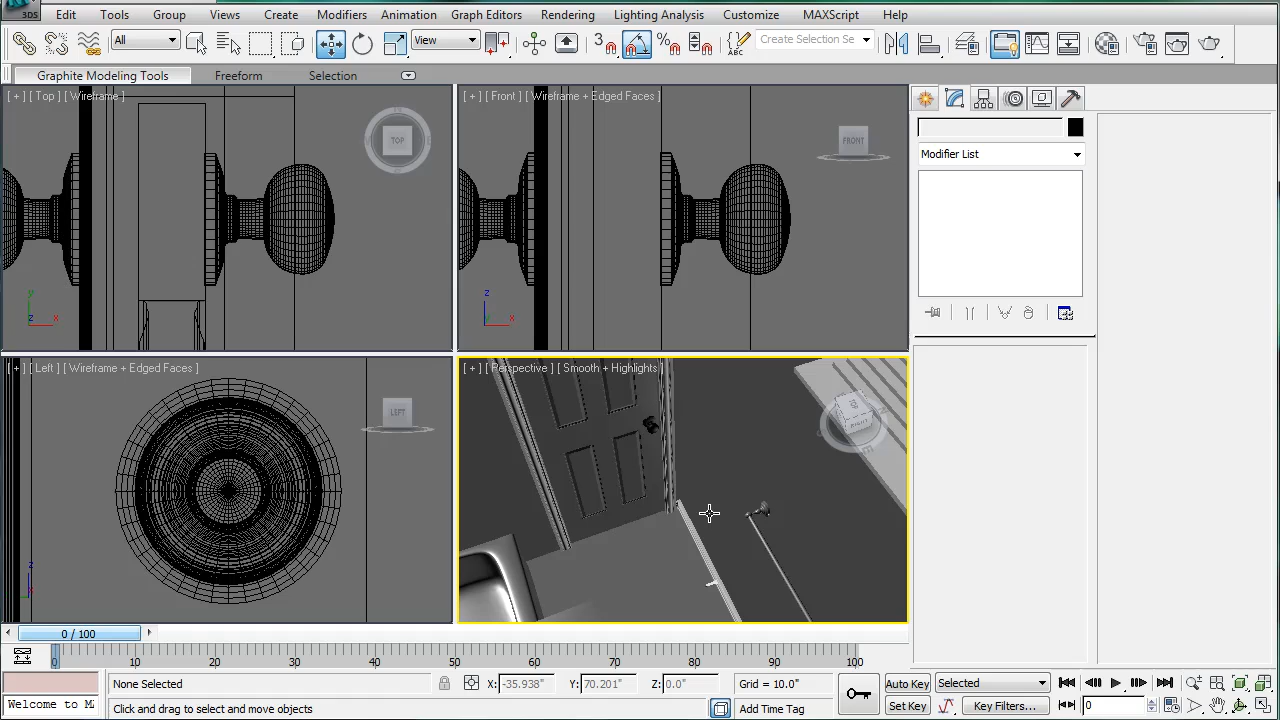 3DS Edit Tools Group Views Create Modifiers Animation Graph Editors Rendering Lighting Analysis Customize MAXScript Help
All View 3 ABC Create Selection Se
Graphite Modeling Tools Freeform Selection
[ + ] [ Top ] [ Wireframe ]
TOP
[ + ] [ Front ] [ Wireframe + Edged Faces ]
FRONT
Modifier List
y
z x
z
y x
[ + ] [ Left ] [ Wireframe + Edged Faces ]
LEFT
[ + ] [ Perspective ] [ Smooth + Highlights ]
RIGHT
z
0 / 100
0 10 20 30 40 50 60 70 80 90 100
None Selected X: -35.938" Y: 70.201" Z: 0.0" Grid = 10.0" Auto Key Selected
Welcome to M Click and drag to select and move objects Add Time Tag Set Key Key Filters... 0